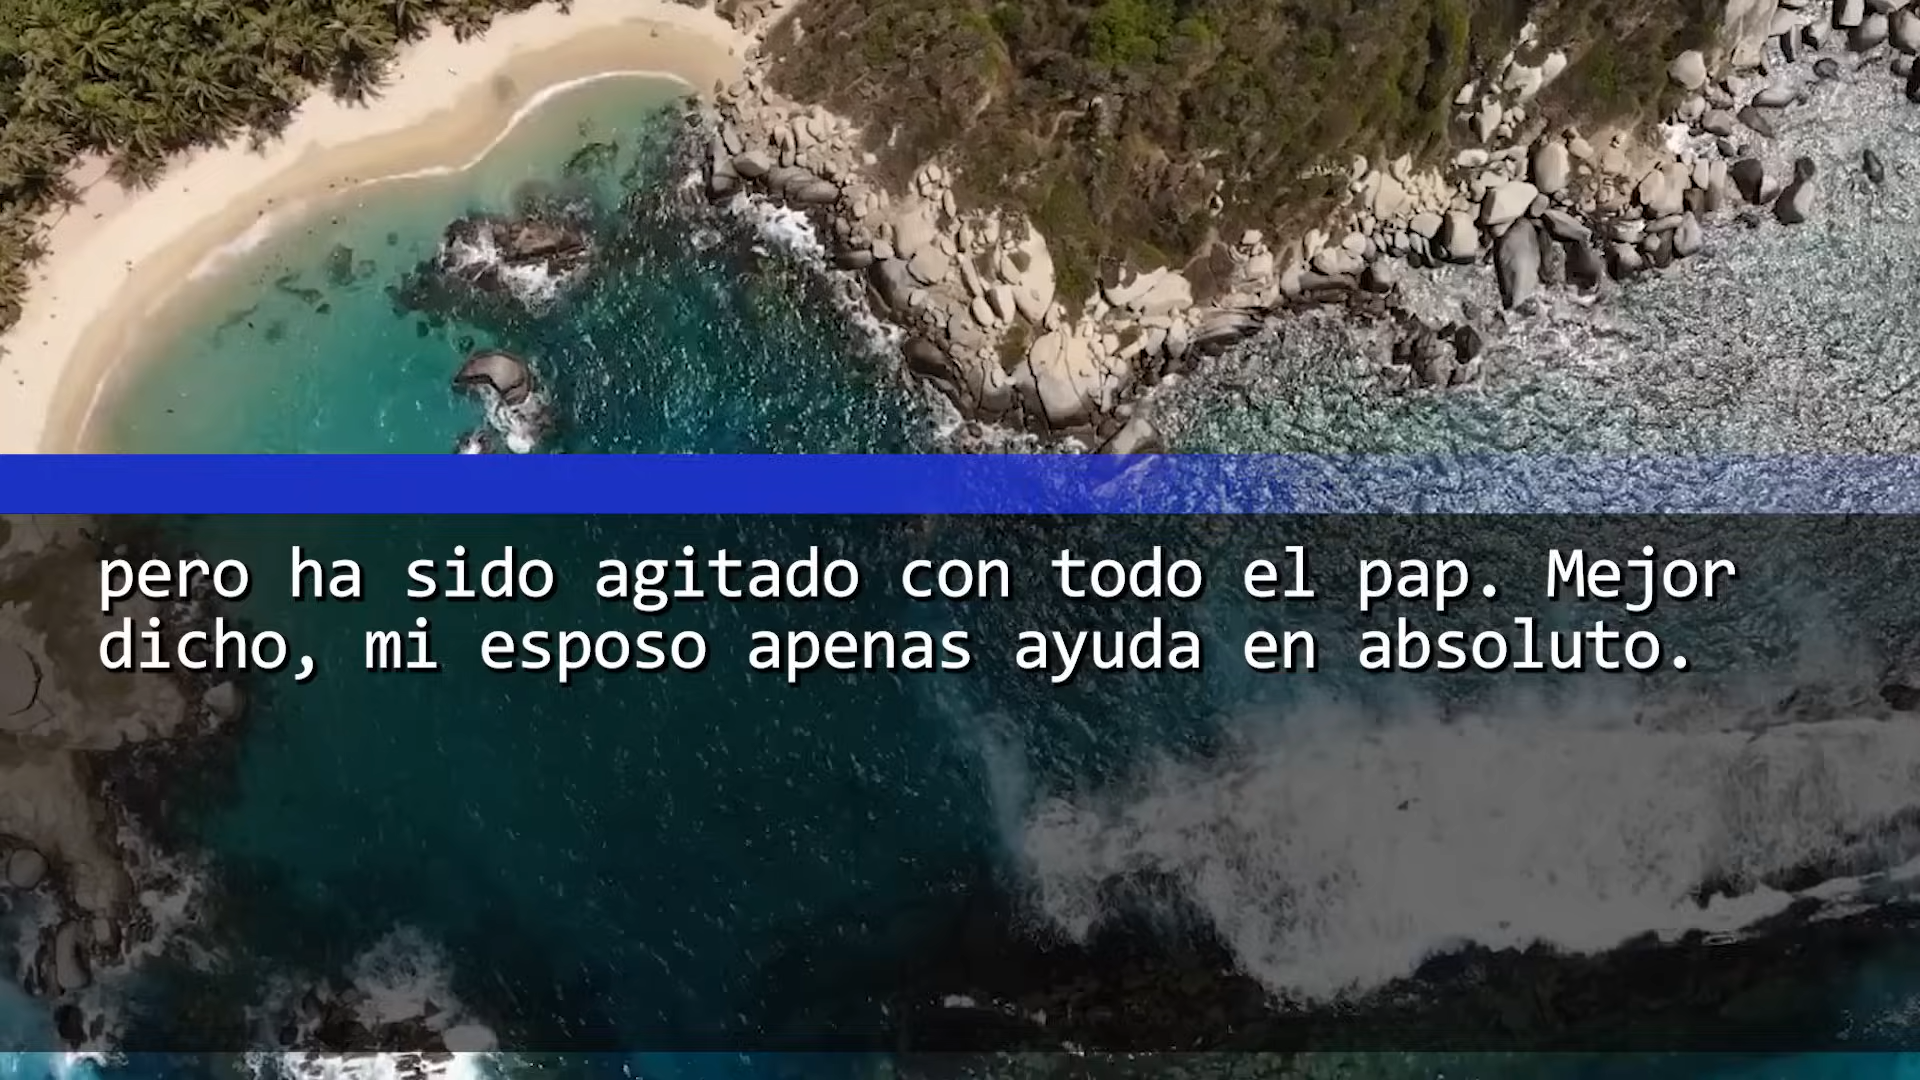 pero ha sido agitado con todo el pap. Mejor
dicho, mi esposo apenas ayuda en absoluto.